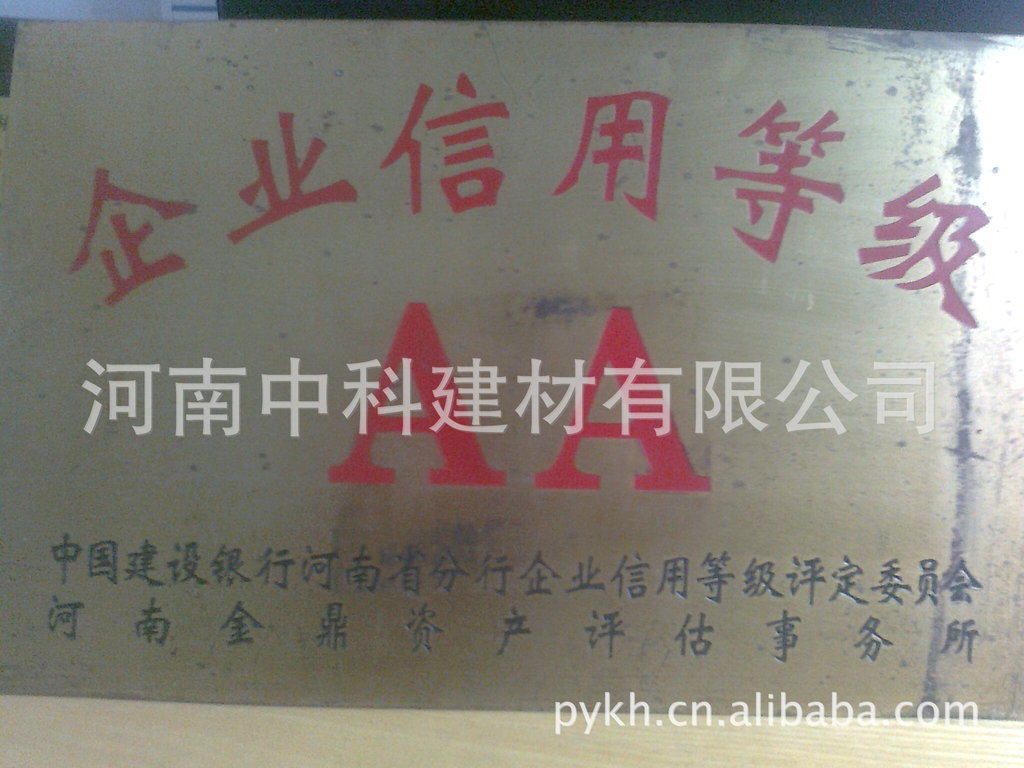 企业信用等级
AA
河南中科建材有限公司
中国建设银行河南省分行企业信用等级评定委员会
河南金鼎资产评估事务所
pykh.cn.alibaba.com